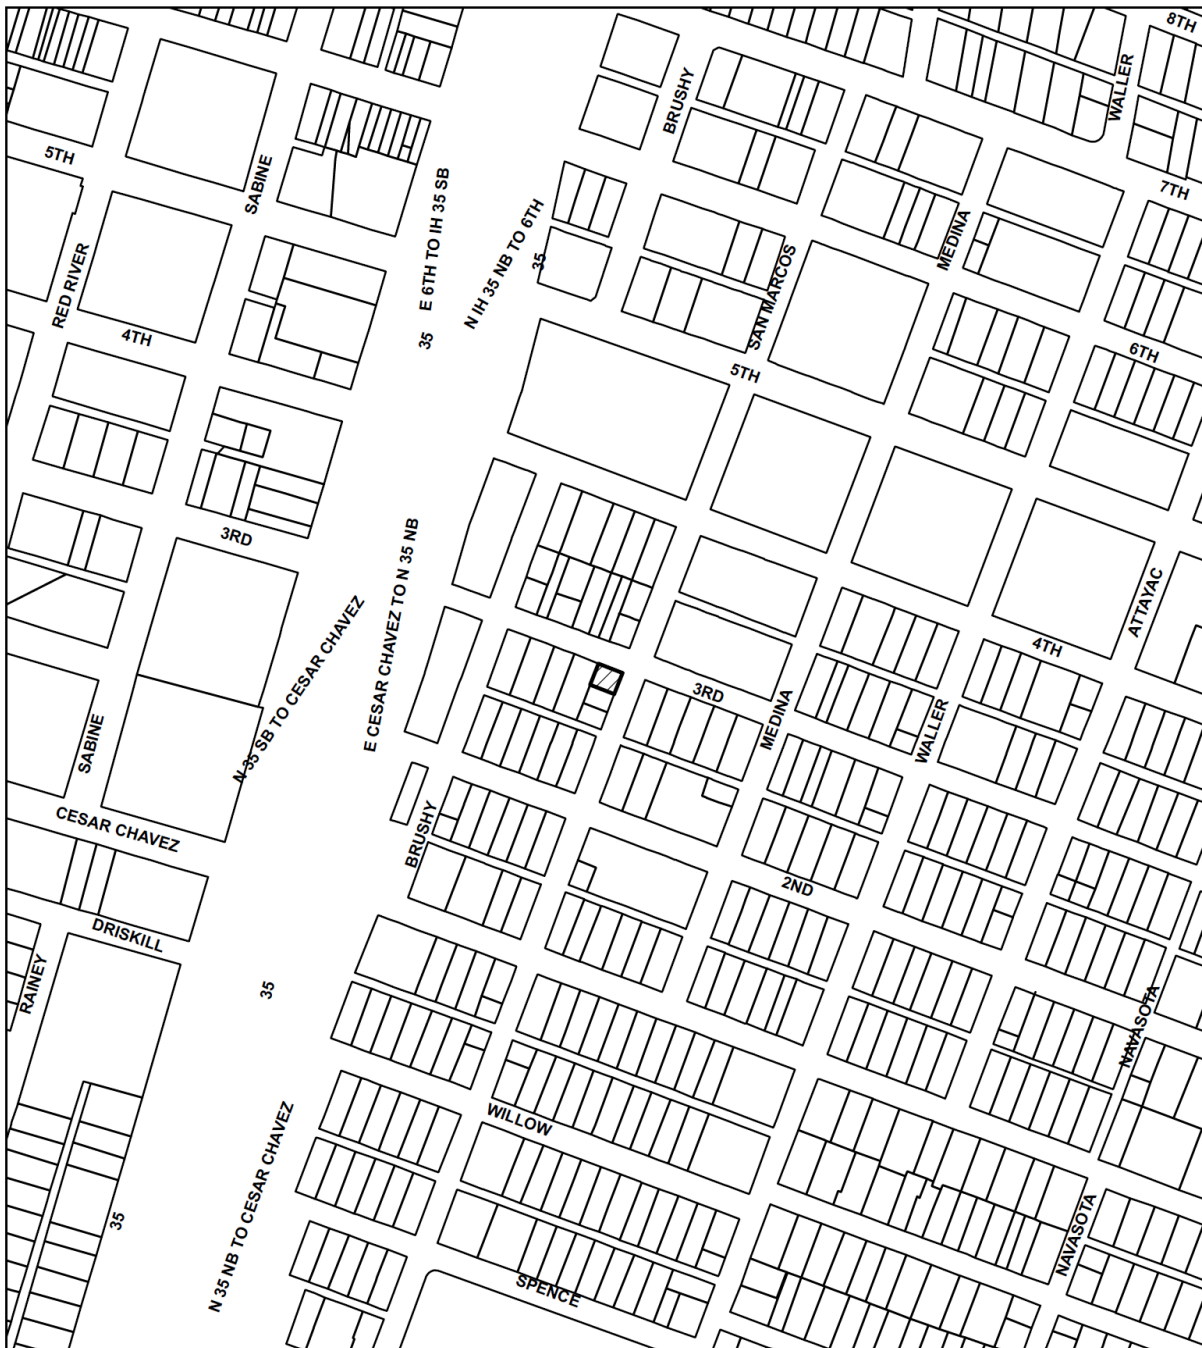 8TH
WALLER
BRUSHY
5TH
SABINE
7TH
E 6TH TO IH 35 SB
N IH 35 NB TO 6TH
MEDINA
35
SAN MARCOS
RED RIVER
4TH
35
6TH
5TH
3RD
E CESAR CHAVEZ TO N 35 NB
ATTAYAC
N 35 SB TO CESAR CHAVEZ
4TH
3RD
MEDINA
WALLER
SABINE
CESAR CHAVEZ
BRUSHY
2ND
DRISKILL
RAINEY
35
NAVASOTA
WILLOW
N 35 NB TO CESAR CHAVEZ
35
NAVASOTA
SPENCE